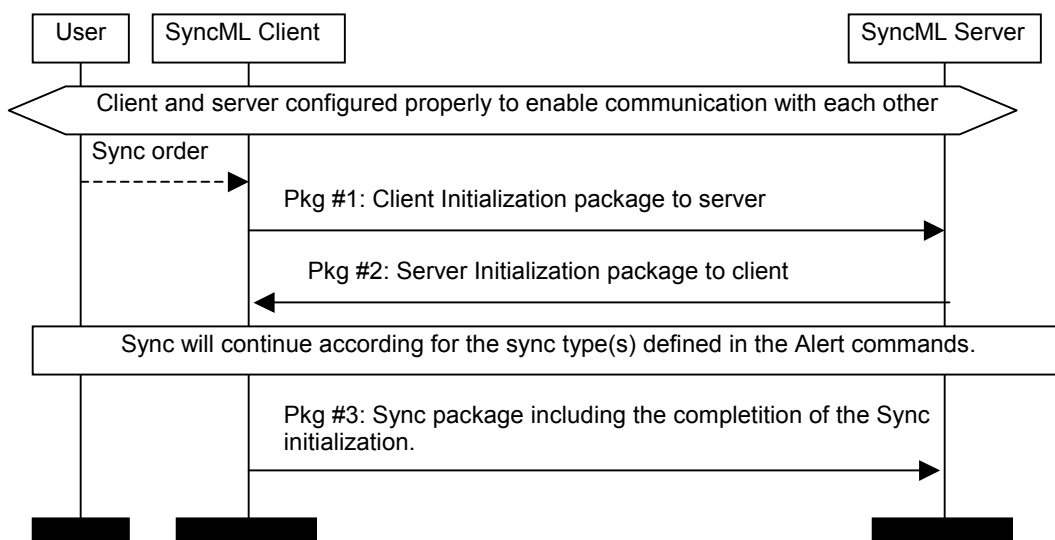 User
SyncML Client
SyncML Server
Client and server configured properly to enable communication with each other
Sync order
Pkg #1: Client Initialization package to server
Pkg #2: Server Initialization package to client
Sync will continue according for the sync type(s) defined in the Alert commands.
Pkg #3: Sync package including the completition of the Sync
initialization.